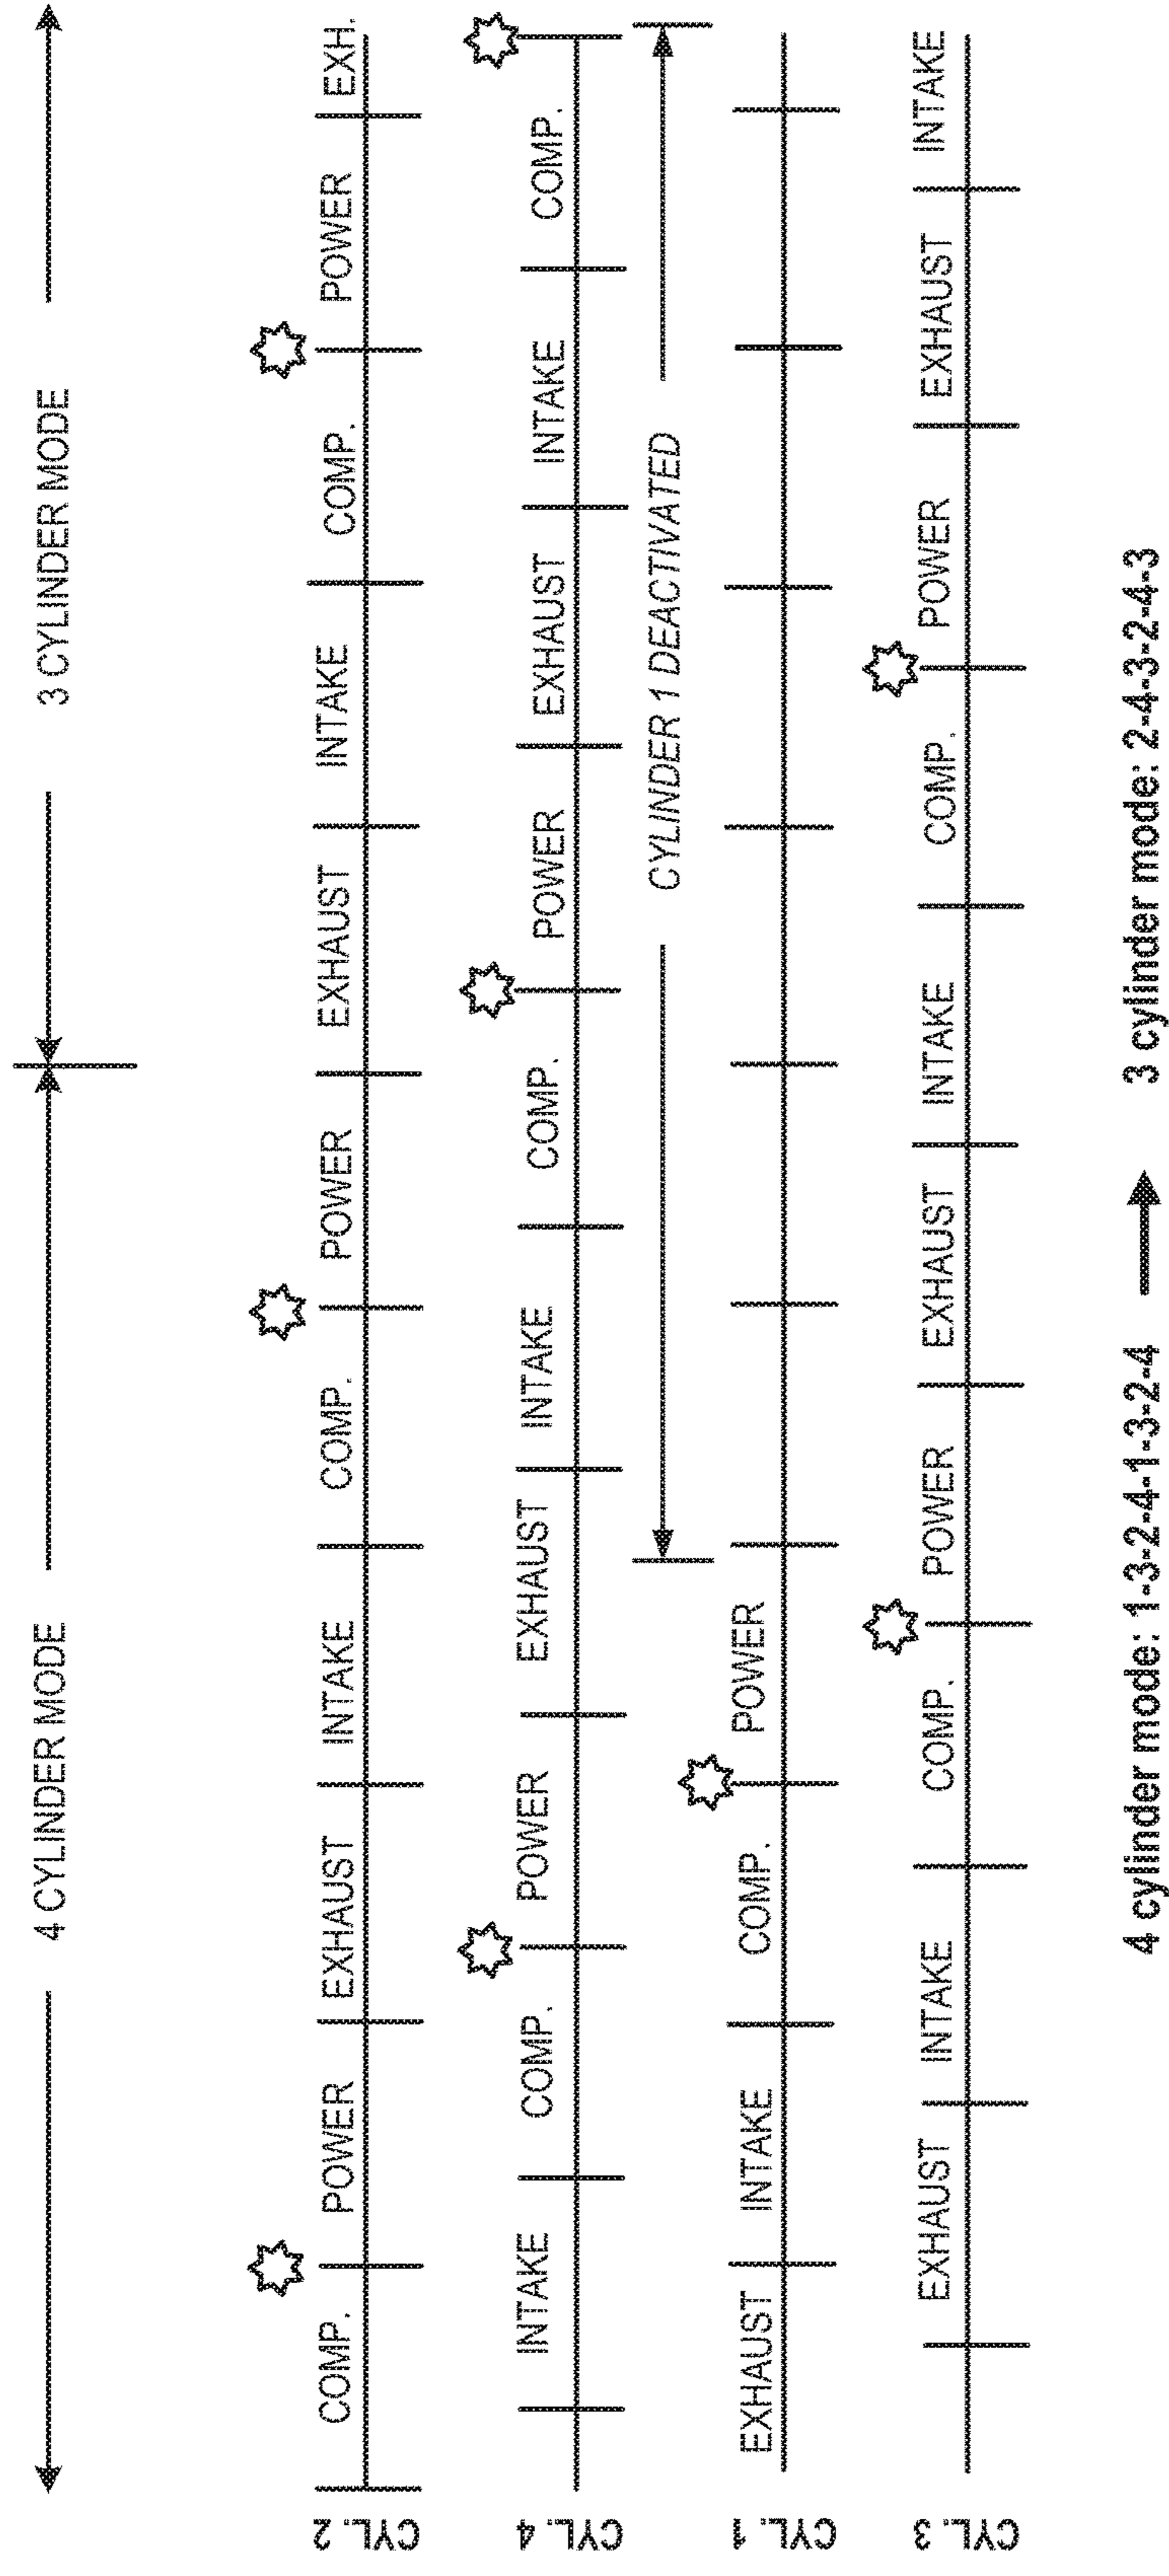 4 CYLINDER MODE 3 CYLINDER MODE
CYL. 2 COMP. POWER EXHAUST INTAKE COMP. POWER EXHAUST INTAKE COMP. POWER EXH.
CYL. 4 INTAKE COMP. POWER EXHAUST INTAKE COMP. POWER EXHAUST INTAKE COMP.
CYLINDER 1 DEACTIVATED
CYL. 1 EXHAUST INTAKE COMP. POWER
CYL. 3 EXHAUST INTAKE COMP. POWER EXHAUST INTAKE COMP. POWER EXHAUST INTAKE
4 cylinder mode: 1-3-2-4-1-3-2-4 3 cylinder mode: 2-4-3-2-4-3